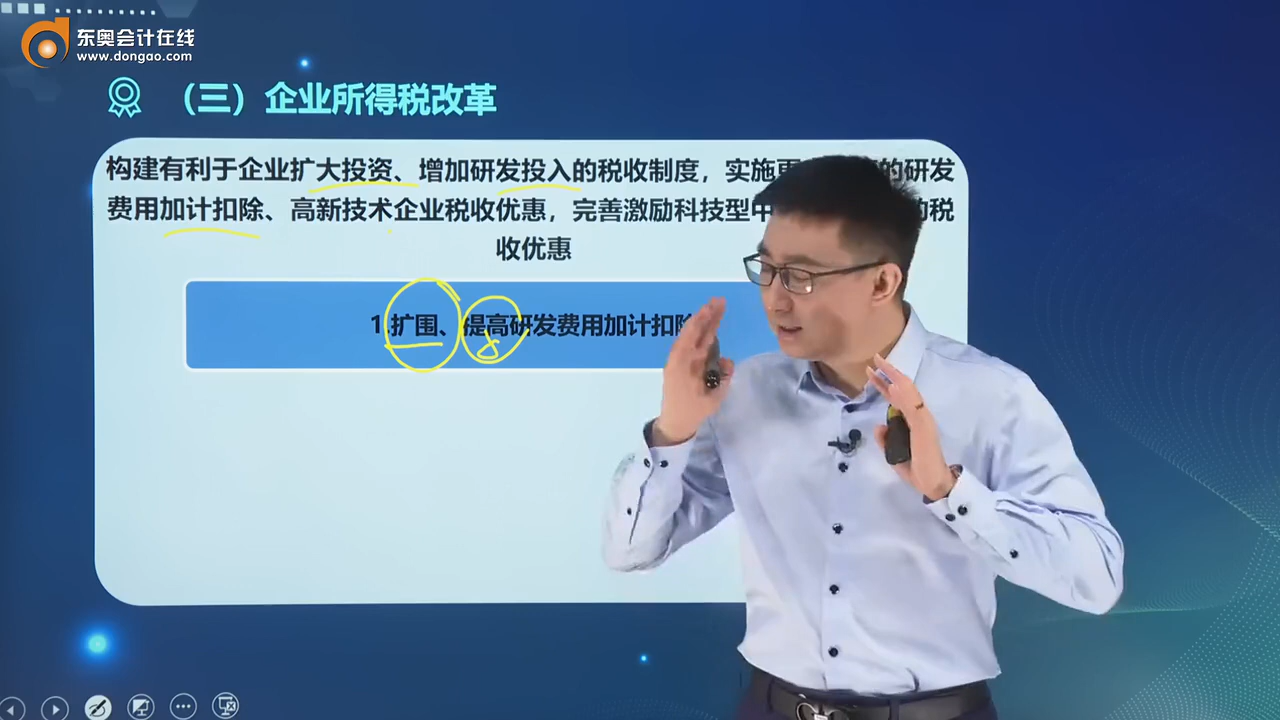 东奥会计在线
www.dongao.com
（三）企业所得税改革
构建有利于企业扩大投资、增加研发投入的税收制度，实施更 的研发
费用加计扣除、高新技术企业税收优惠，完善激励科技型中 的税
收优惠
1.扩围、提高研发费用加计扣除